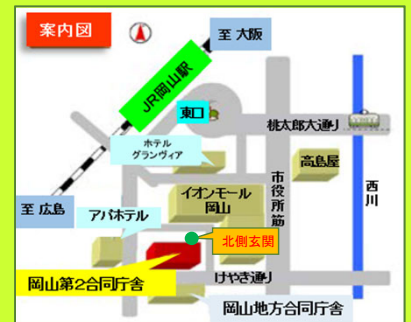 案内図
至 大阪
JR岡山駅
東口
桃太郎大通り
ホテル
グランヴィア
高島屋
市役所筋
西川
イオンモール
岡山
至 広島
アパホテル
北側玄関
岡山第2合同庁舎
けやき通り
岡山地方合同庁舎